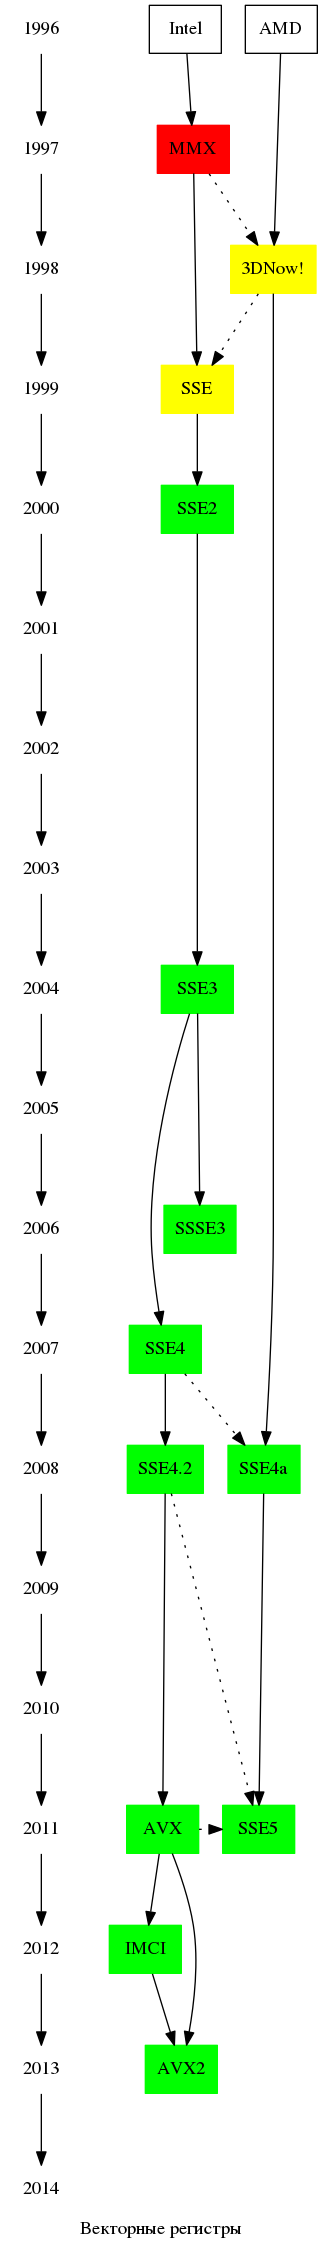 1996 Intel AMD
1997 MMX
1998 3DNow!
1999 SSE
2000 SSE2
2001
2002
2003
2004 SSE3
2005
2006 SSSE3
2007 SSE4
2008 SSE4.2 SSE4a
2009
2010
2011 AVX SSE5
2012 IMCI
2013 AVX2
2014
Векторные регистры